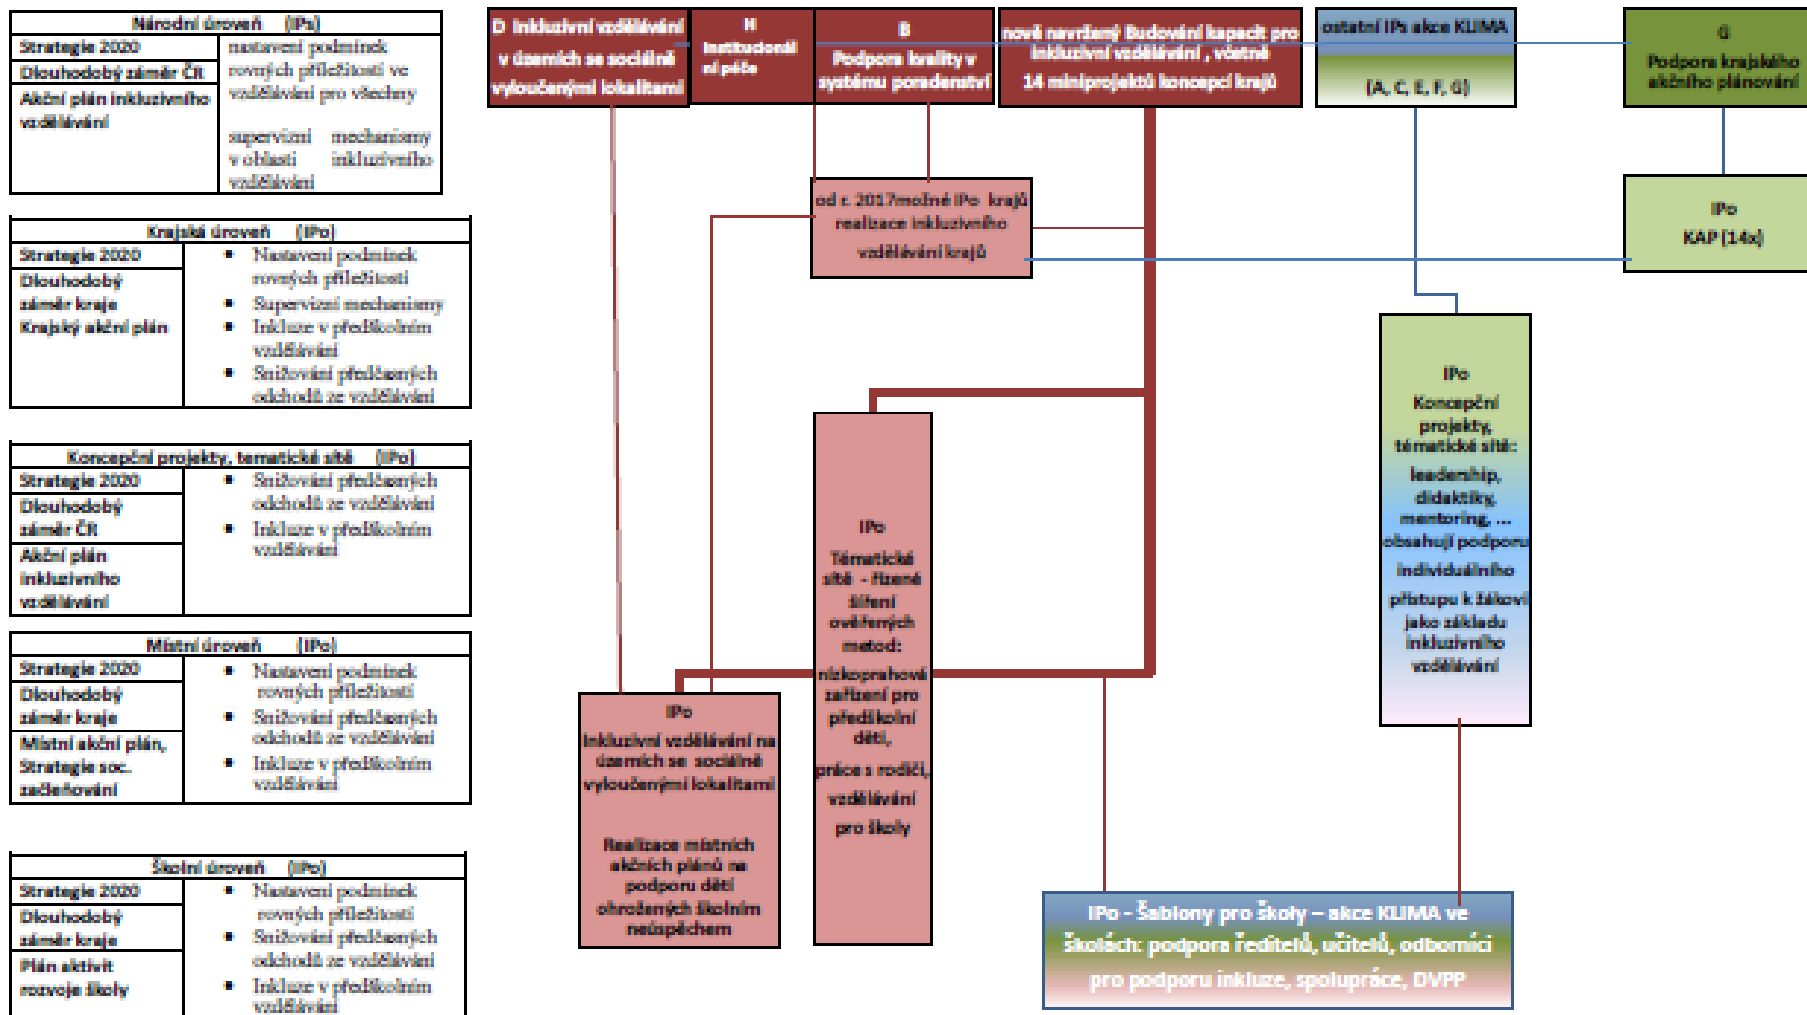 Národní úroveň (IPs)
Strategie 2020
Dlouhodobý záměr ČR
Akční plán inkluzivního
vzdělávání
nastavení podmínek
rovných příležitostí ve
vzdělávání pro všechny
supervizní mechanismy
v oblasti inkluzivního
vzdělávání
Krajská úroveň (IPo)
Strategie 2020
Dlouhodobý
záměr kraje
Krajský akční plán
• Nastavení podmínek
rovných příležitostí
• Supervizní mechanismy
• Inkluze v předškolním
vzdělávání
• Snižování předčasných
odchodů ze vzdělávání
Koncepční projekty, tematické sítě (IPo)
Strategie 2020
Dlouhodobý
záměr ČR
Akční plán
inkluzivního
vzdělávání
• Snižování předčasných
odchodů ze vzdělávání
• Inkluze v předškolním
vzdělávání
Místní úroveň (IPo)
Strategie 2020
Dlouhodobý
záměr kraje
Místní akční plán,
Strategie soc.
začleňování
• Nastavení podmínek
rovných příležitostí
• Snižování předčasných
odchodů ze vzdělávání
• Inkluze v předškolním
vzdělávání
Školní úroveň (IPo)
Strategie 2020
Dlouhodobý
záměr kraje
Plán aktivit
rozvoje školy
• Nastavení podmínek
rovných příležitostí
• Snižování předčasných
odchodů ze vzdělávání
• Inkluze v předškolním
vzdělávání
D Inkluzivní vzdělávání
v územích se sociálně
vyloučenými lokalitami
H
Institucionál
ní péče
B
Podpora kvality v
systému poradenství
nově navržený Budování kapacit pro
inkluzivní vzdělávání , včetně
14 miniprojektů koncepcí krajů
ostatní IPs akce KLIMA
(A, C, E, F, G)
G
Podpora krajského
akčního plánování
od r. 2017možné IPo krajů
realizace inkluzivního
vzdělávání krajů
IPo
KAP (14x)
IPo
Koncepční
projekty,
tématické sítě:
leadership,
didaktiky,
mentoring, ...
obsahují podporu
individuálního
přístupu k žákovi
jako základu
inkluzivního
vzdělávání
IPo
Tématické
sítě - řízené
šíření
ověřených
metod:
nízkoprahová
zařízení pro
předškolní
děti,
práce s rodiči,
vzdělávání
pro školy
IPo
Inkluzivní vzdělávání na
územích se sociálně
vyloučenými lokalitami
Realizace místních
akčních plánů na
podporu dětí
ohrožených školním
neúspěchem
IPo - Šablony pro školy – akce KLIMA ve
školách: podpora ředitelů, učitelů, odborníci
pro podporu inkluze, spolupráce, DVPP